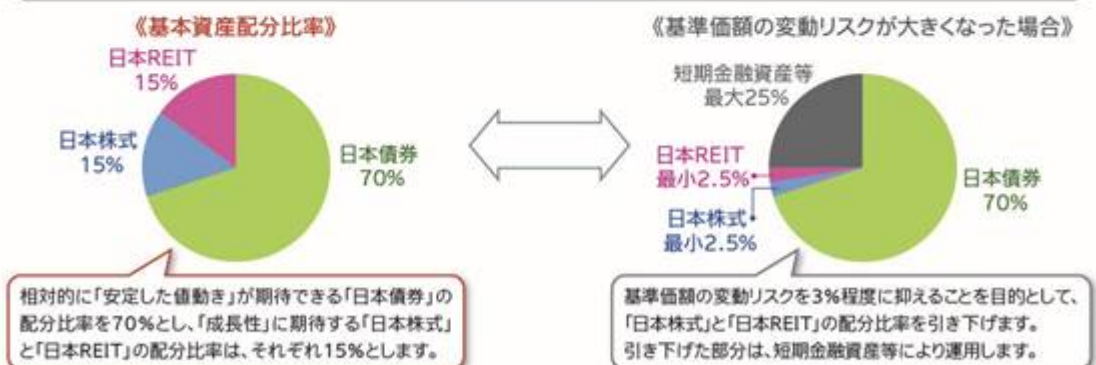 《基本資産配分比率》
日本REIT
15%
日本株式
15%
日本債券
70%
相対的に「安定した値動き」が期待できる「日本債券」の
配分比率を70%とし、「成長性」に期待する「日本株式」
と「日本REIT」の配分比率は、それぞれ15%とします。
《基準価額の変動リスクが大きくなった場合》
短期金融資産等
最大25%
日本REIT
最小2.5%
日本株式
最小2.5%
日本債券
70%
基準価額の変動リスクを3%程度に抑えることを目的として、
「日本株式」と「日本REIT」の配分比率を引き下げます。
引き下げた部分は、短期金融資産等により運用します。